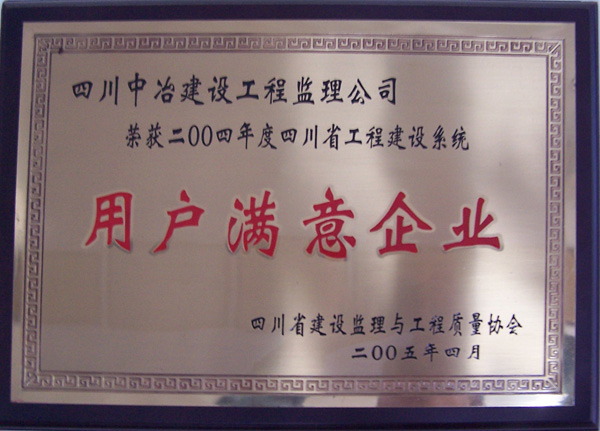 四川中冶建设工程监理公司
荣获二00四年度四川省工程建设系统
用户满意企业
四川省建设监理与工程质量协会
二00五年四月